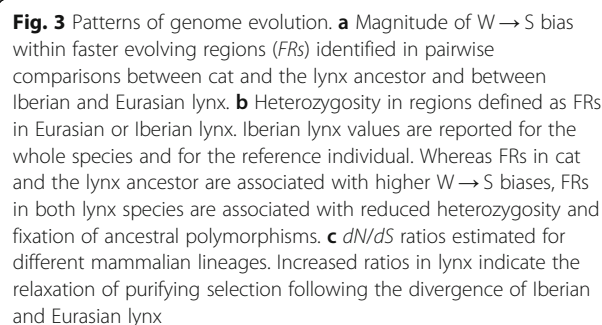 Fig. 3 Patterns of genome evolution. a Magnitude of W → S bias
within faster evolving regions (FRs) identified in pairwise
comparisons between cat and the lynx ancestor and between
Iberian and Eurasian lynx. b Heterozygosity in regions defined as FRs
in Eurasian or Iberian lynx. Iberian lynx values are reported for the
whole species and for the reference individual. Whereas FRs in cat
and the lynx ancestor are associated with higher W → S biases, FRs
in both lynx species are associated with reduced heterozygosity and
fixation of ancestral polymorphisms. c dN/dS ratios estimated for
different mammalian lineages. Increased ratios in lynx indicate the
relaxation of purifying selection following the divergence of Iberian
and Eurasian lynx